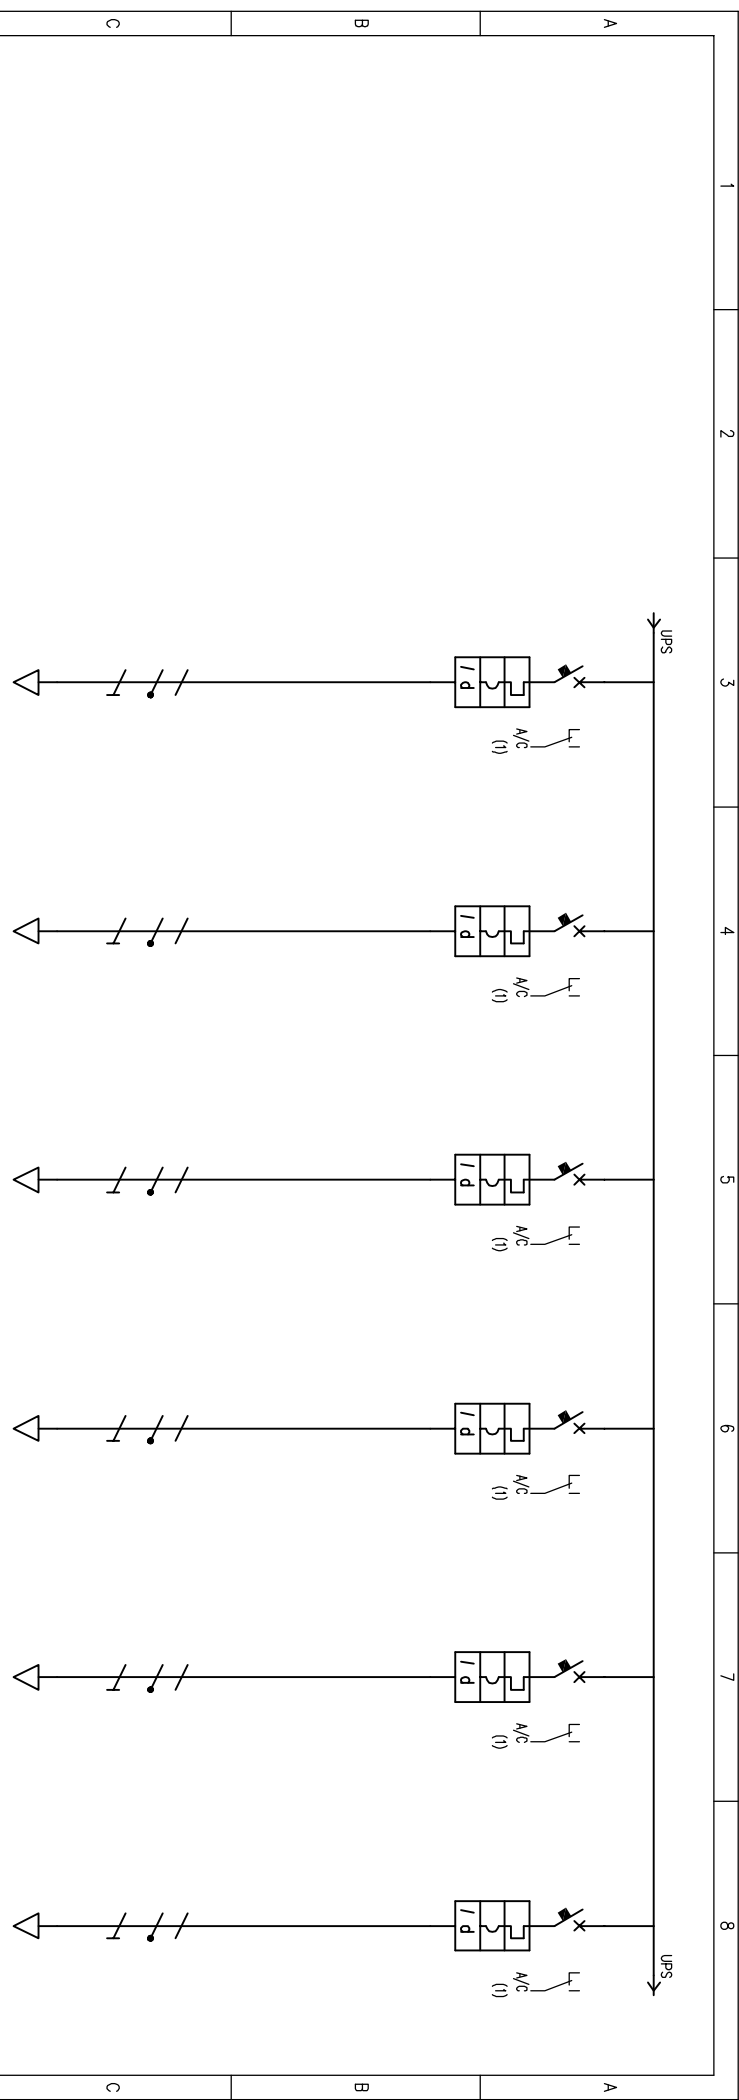 1 2 3 4 5 6 7 8
A A
UPS UPS
A/C A/C A/C A/C A/C A/C
(1) (1) (1) (1) (1) (1)
I d I d I d I d I d I d
B B
C C